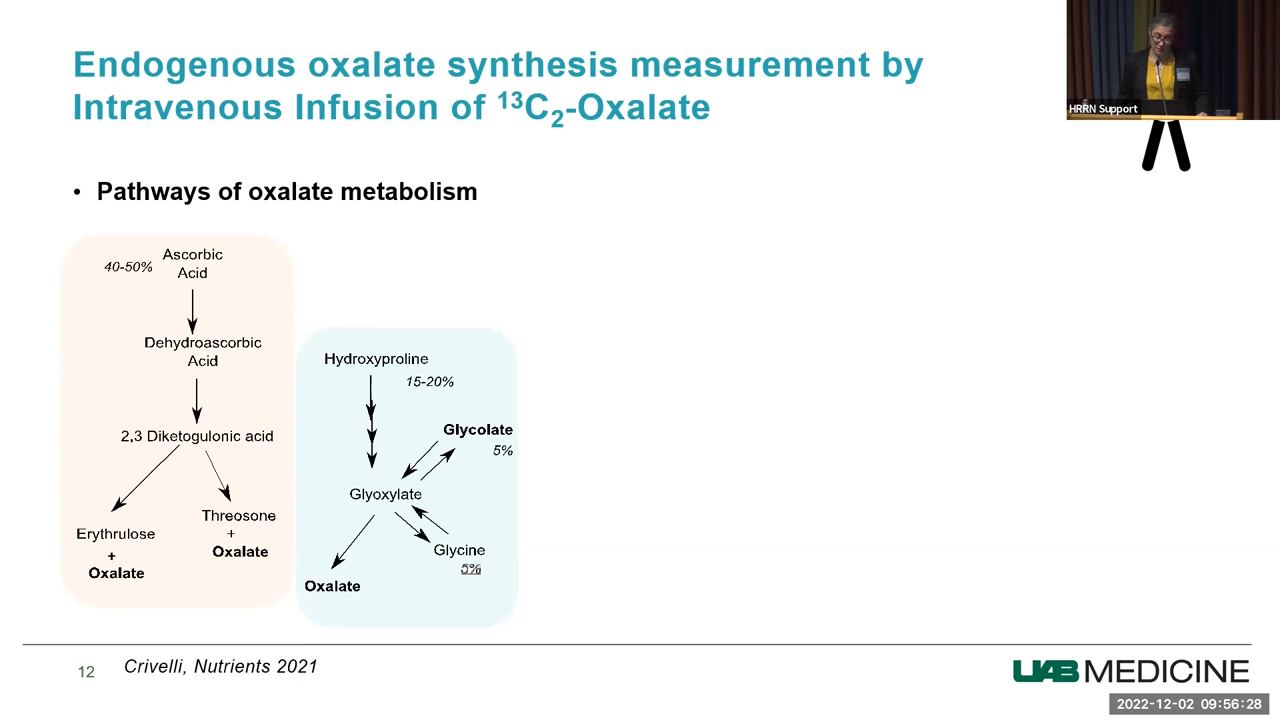 Endogenous oxalate synthesis measurement by
Intravenous Infusion of ¹³C₂-Oxalate
HRRN Support
• Pathways of oxalate metabolism
40-50%
Ascorbic
Acid
Dehydroascorbic
Acid
2,3 Diketogulonic acid
Erythrulose
+
Oxalate
Threosone
+
Oxalate
Hydroxyproline
15-20%
Glycolate
5%
Glyoxylate
Glycine
5%
Oxalate
12
Crivelli, Nutrients 2021
UAB MEDICINE
2022-12-02 09:56:28